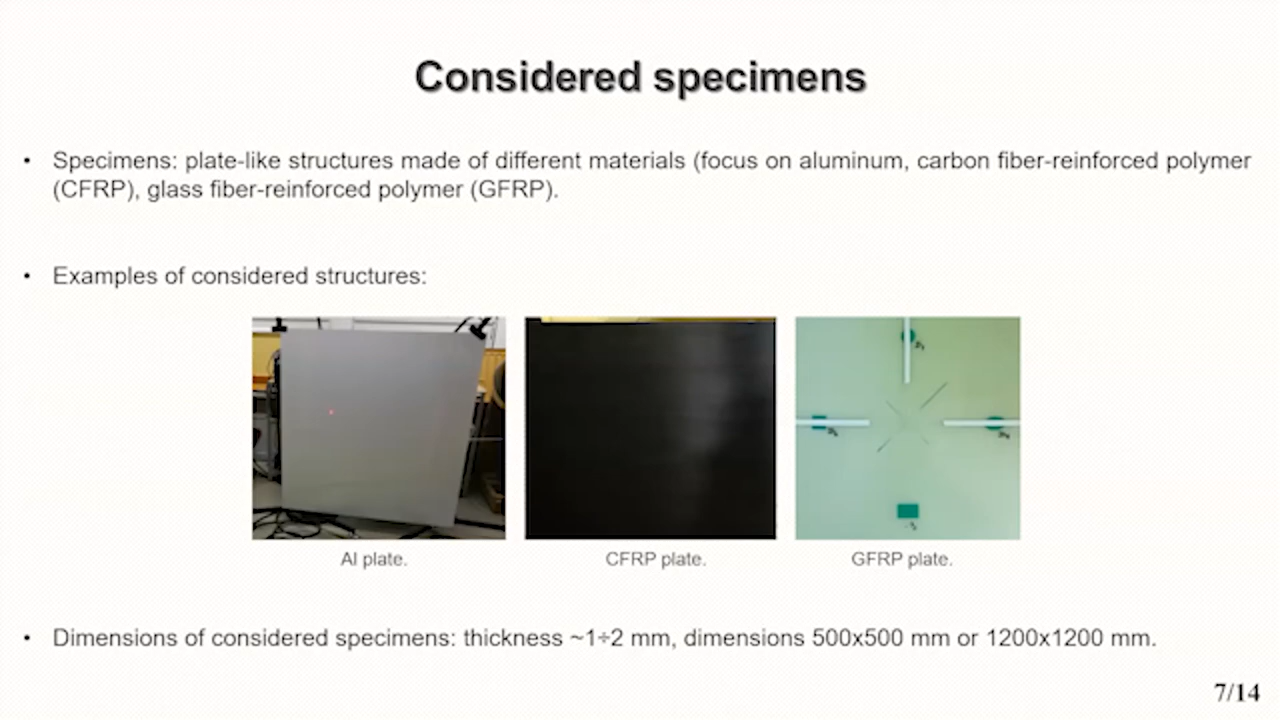 Considered specimens
• Specimens: plate-like structures made of different materials (focus on aluminum, carbon fiber-reinforced polymer
(CFRP), glass fiber-reinforced polymer (GFRP).
• Examples of considered structures:
Al plate.
CFRP plate.
GFRP plate.
• Dimensions of considered specimens: thickness ~1÷2 mm, dimensions 500x500 mm or 1200x1200 mm.
7/14